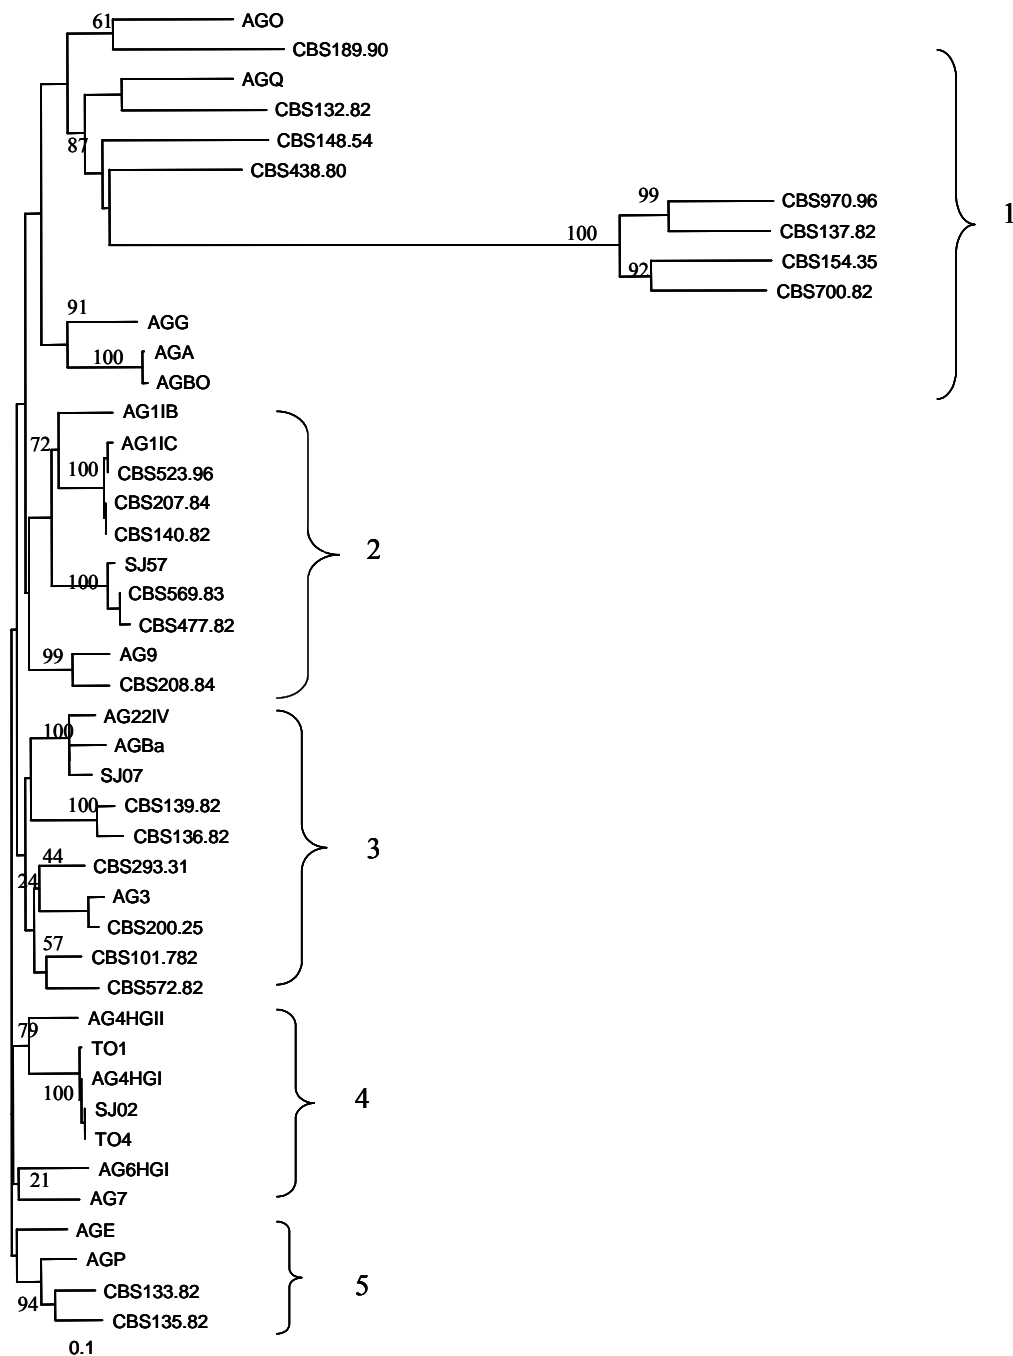 61
AGO
CBS189.90
AGQ
CBS132.82
87
CBS148.54
CBS438.80
99
CBS970.96
100
CBS137.82
1
92
CBS154.35
CBS700.82
91
AGG
100
AGA
AGBO
AG1IB
72
AG1IC
100
CBS523.96
CBS207.84
CBS140.82
2
SJ57
100
CBS569.83
CBS477.82
99
AG9
CBS208.84
AG22IV
100
AGBa
SJ07
100
CBS139.82
CBS136.82
3
44
CBS293.31
24
AG3
CBS200.25
57
CBS101.782
CBS572.82
AG4HGII
79
TO1
AG4HGI
100
SJ02
4
TO4
AG6HGI
21
AG7
AGE
AGP
CBS133.82
5
94
CBS135.82
0.1